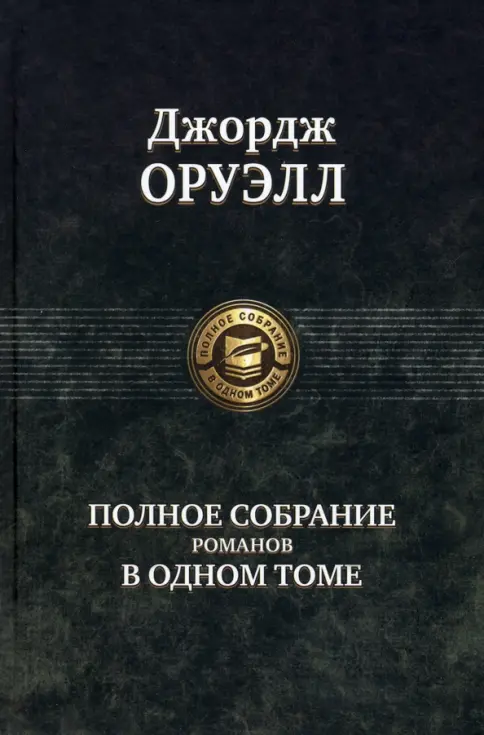 Джордж
ОРУЭЛЛ
ПОЛНОЕ СОБРАНИЕ
В ОДНОМ ТОМЕ
ПОЛНОЕ СОБРАНИЕ
РОМАНОВ
В ОДНОМ ТОМЕ